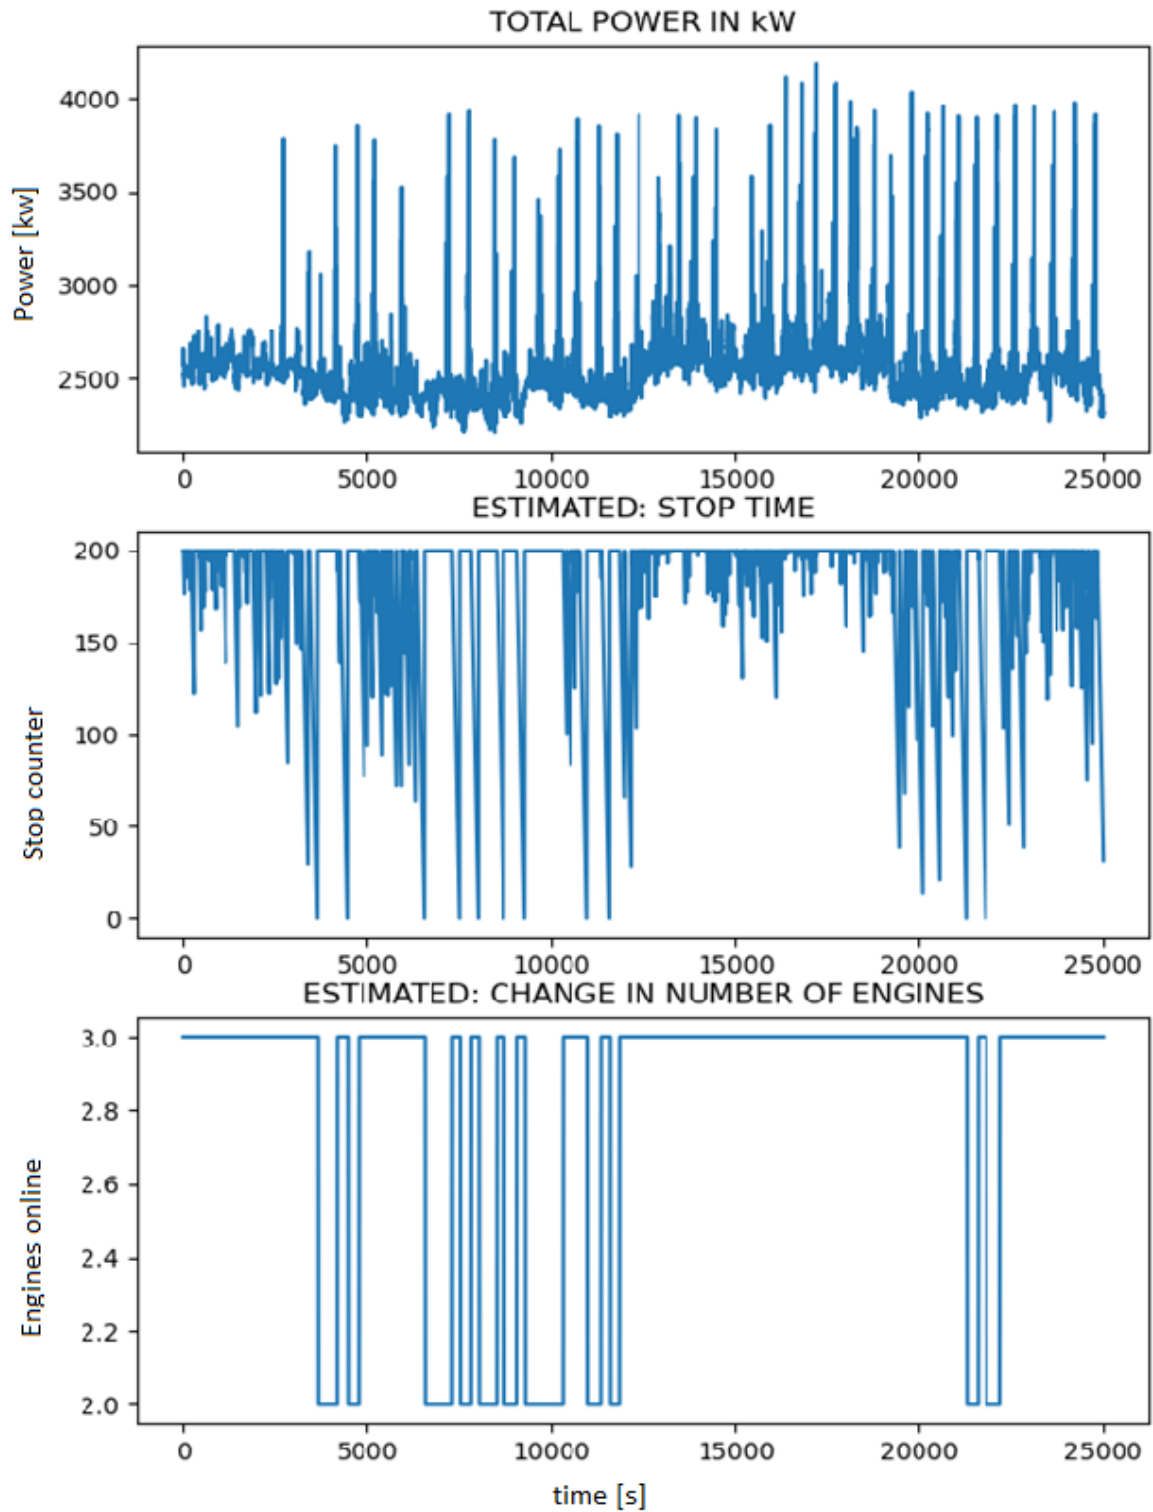 TOTAL POWER IN kW
Power [kw]
4000
3500
3000
2500
0 5000 10000 15000 20000 25000
ESTIMATED: STOP TIME
Stop counter
200
150
100
50
0
0 5000 10000 15000 20000 25000
ESTIMATED: CHANGE IN NUMBER OF ENGINES
Engines online
3.0
2.8
2.6
2.4
2.2
2.0
0 5000 10000 15000 20000 25000
time [s]